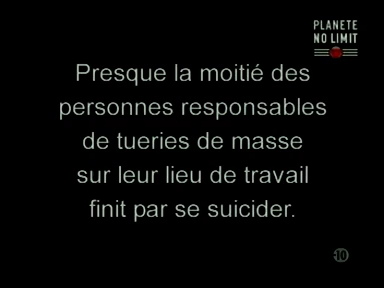 PLANETE
NO LIMIT
Presque la moitié des
personnes responsables
de tueries de masse
sur leur lieu de travail
finit par se suicider.
-10